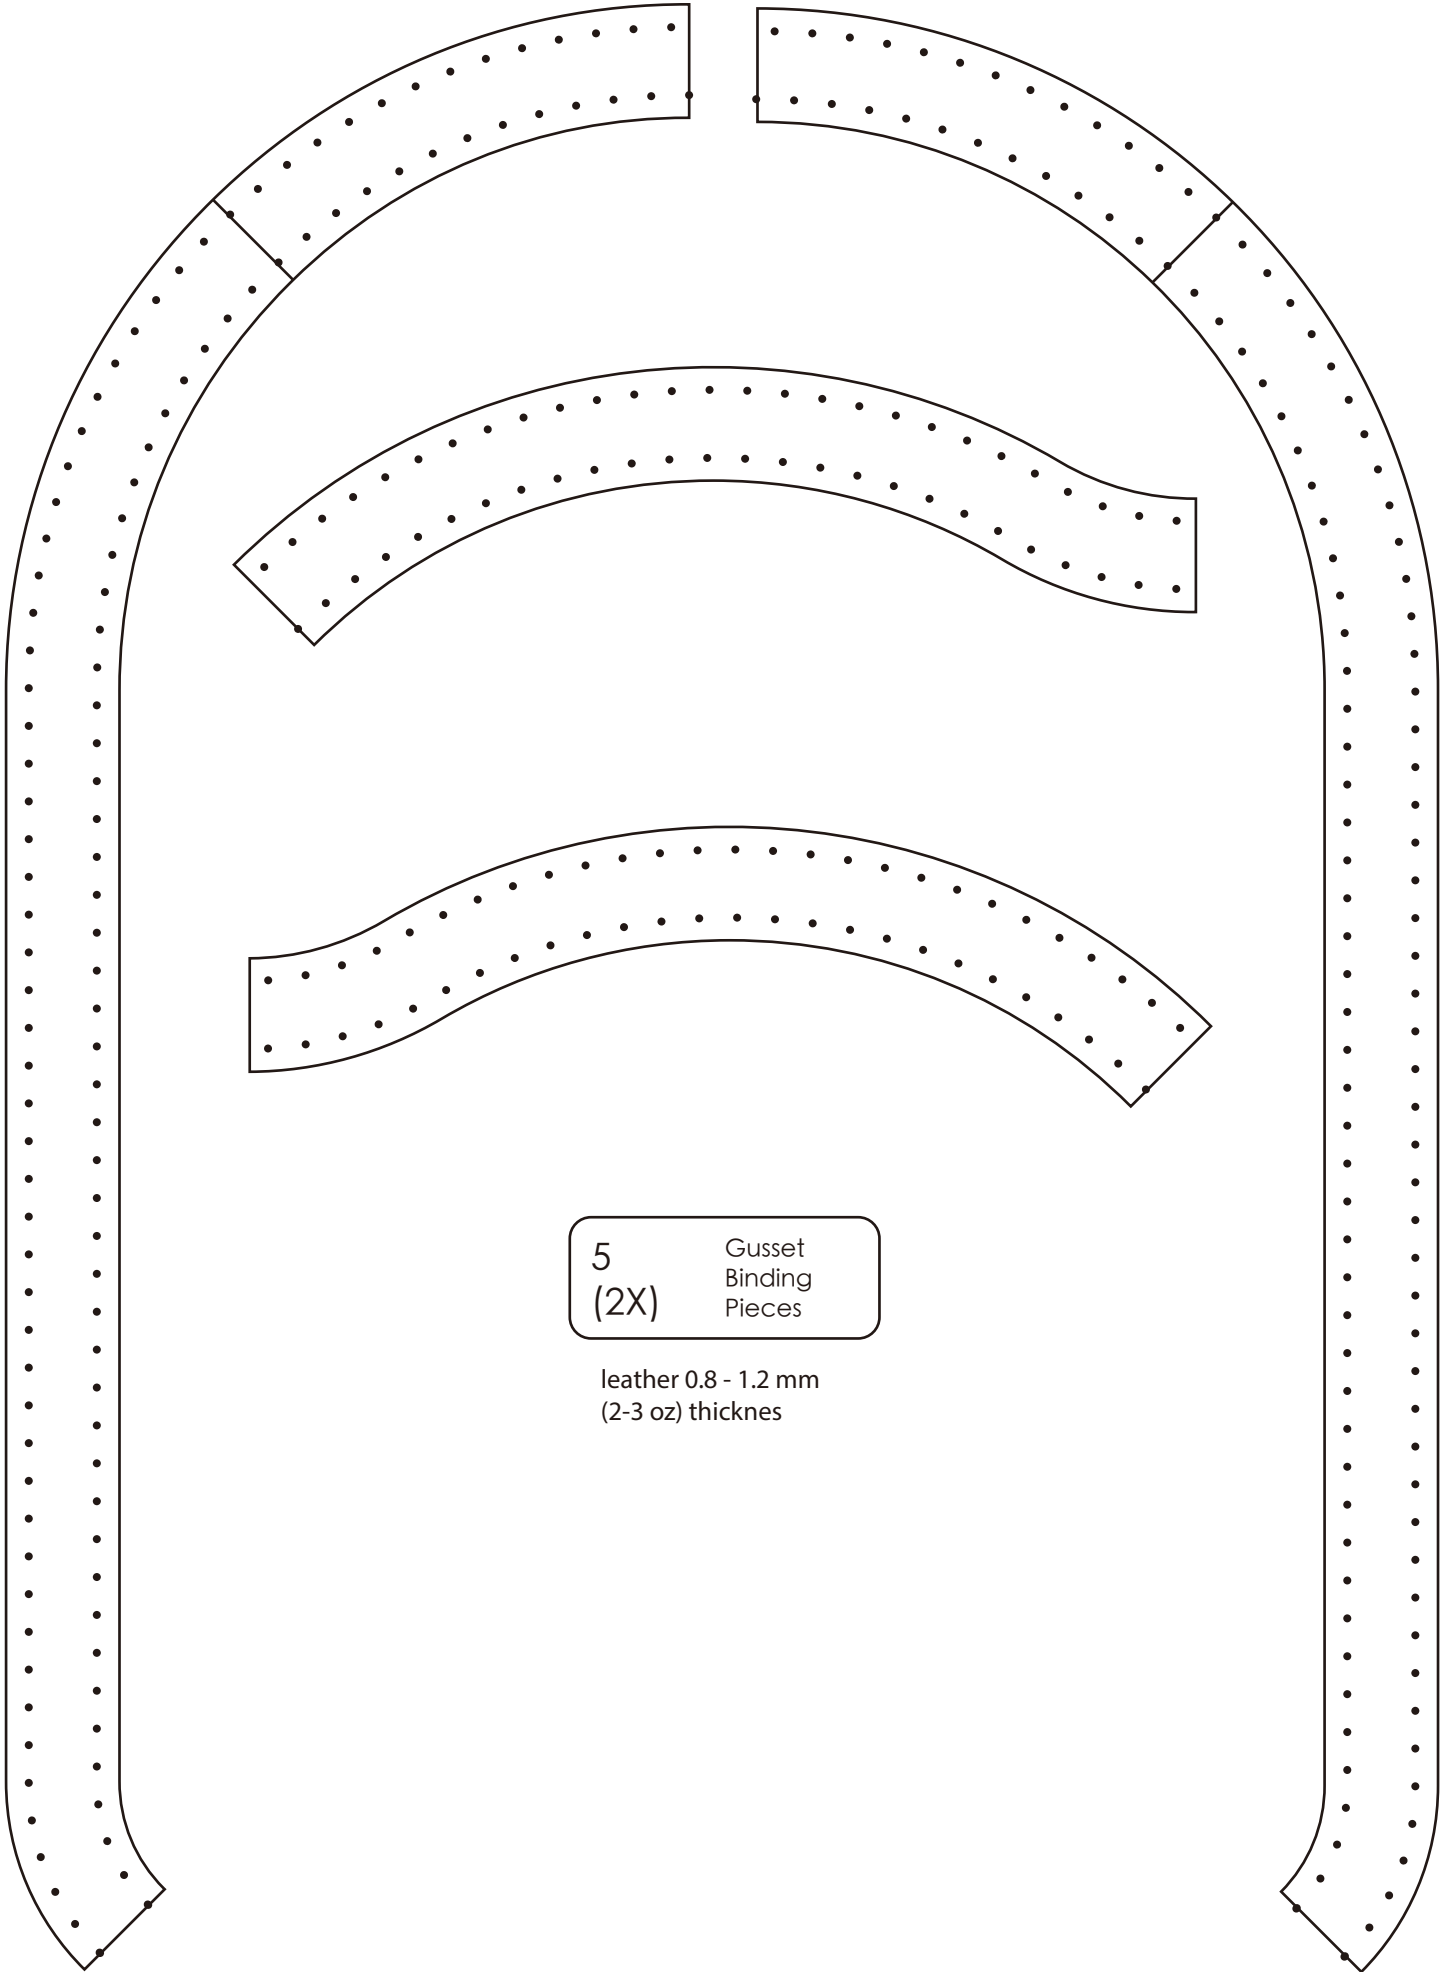 5
(2X)
Gusset
Binding
Pieces
leather 0.8 - 1.2 mm
(2-3 oz) thicknes